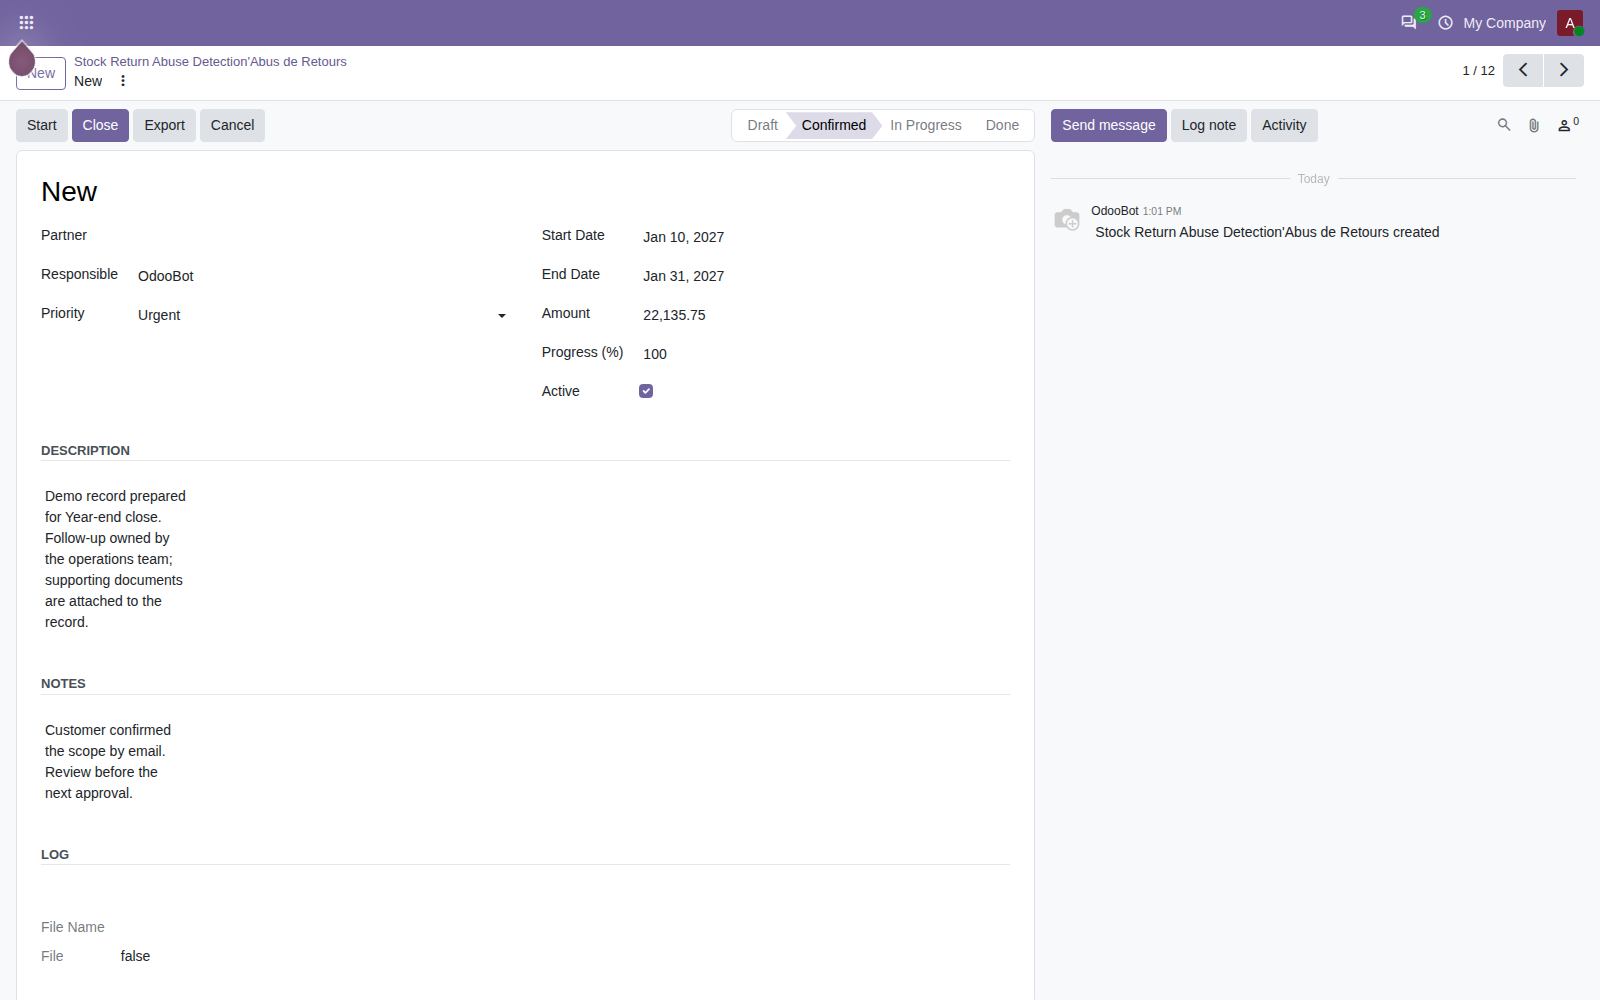 3
My Company
A
New
Stock Return Abuse Detection'Abus de Retours
New
1 / 12
Start
Close
Export
Cancel
Draft
Confirmed
In Progress
Done
Send message
Log note
Activity
0
New
Partner
Responsible
OdooBot
Priority
Urgent
Start Date
Jan 10, 2027
End Date
Jan 31, 2027
Amount
22,135.75
Progress (%)
100
Active
DESCRIPTION
Demo record prepared
for Year-end close.
Follow-up owned by
the operations team;
supporting documents
are attached to the
record.
NOTES
Customer confirmed
the scope by email.
Review before the
next approval.
LOG
File Name
File
false
Today
OdooBot 1:01 PM
Stock Return Abuse Detection'Abus de Retours created